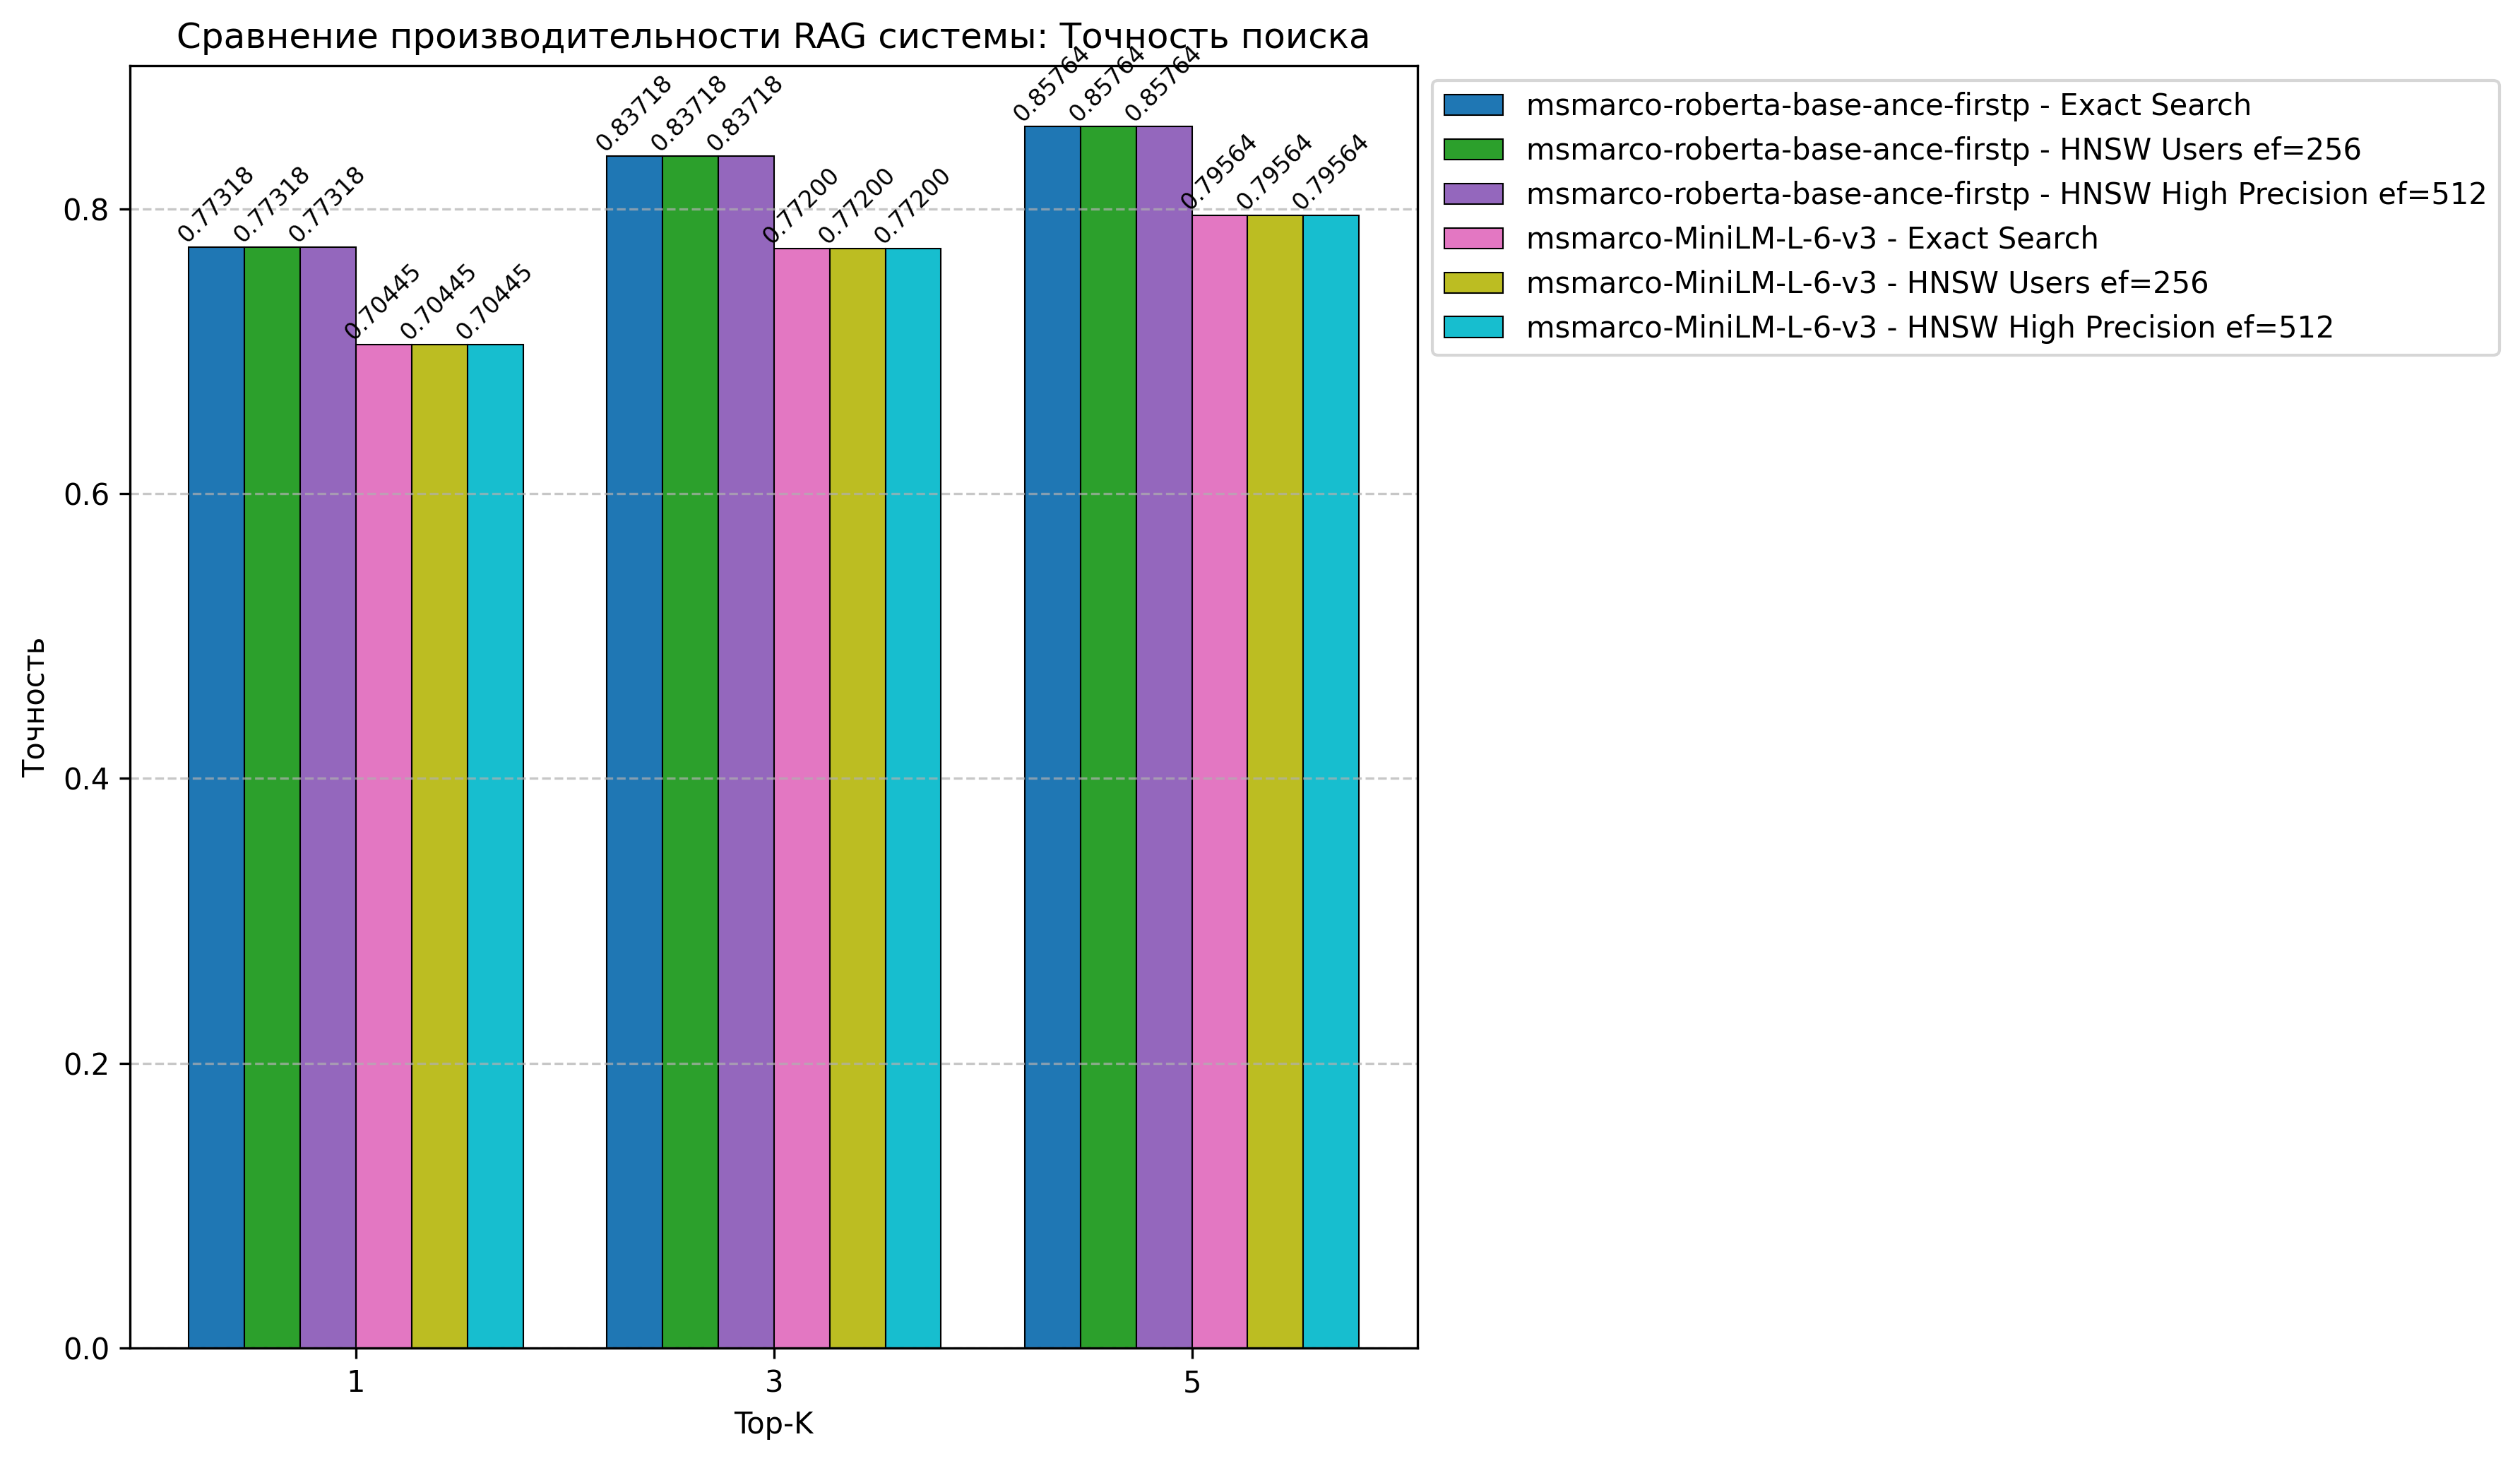 Сравнение производительности RAG системы: Точность поиска
0.77318
0.77318
0.77318
0.70445
0.70445
0.70445
0.83718
0.83718
0.83718
0.77200
0.77200
0.77200
0.85764
0.85764
0.85764
0.79564
0.79564
0.79564
msmarco-roberta-base-ance-firstp - Exact Search
msmarco-roberta-base-ance-firstp - HNSW Users ef=256
msmarco-roberta-base-ance-firstp - HNSW High Precision ef=512
msmarco-MiniLM-L-6-v3 - Exact Search
msmarco-MiniLM-L-6-v3 - HNSW Users ef=256
msmarco-MiniLM-L-6-v3 - HNSW High Precision ef=512
Точность
0.8
0.6
0.4
0.2
0.0
1
3
5
Top-K